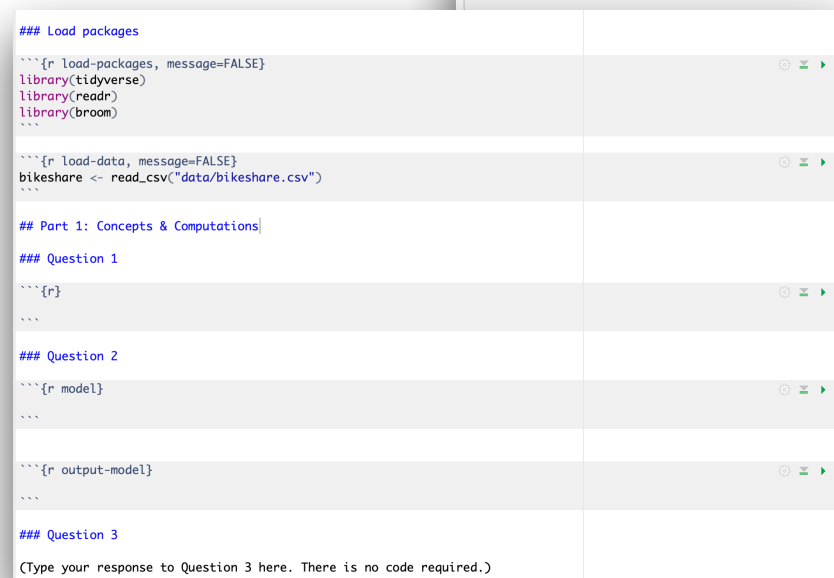 ### Load packages
```{r load-packages, message=FALSE}
library(tidyverse)
library(readr)
library(broom)
```
```{r load-data, message=FALSE}
bikeshare <- read_csv("data/bikeshare.csv")
```
## Part 1: Concepts & Computations
### Question 1
```{r}
```
### Question 2
```{r model}
```
```{r output-model}
```
### Question 3
(Type your response to Question 3 here. There is no code required.)